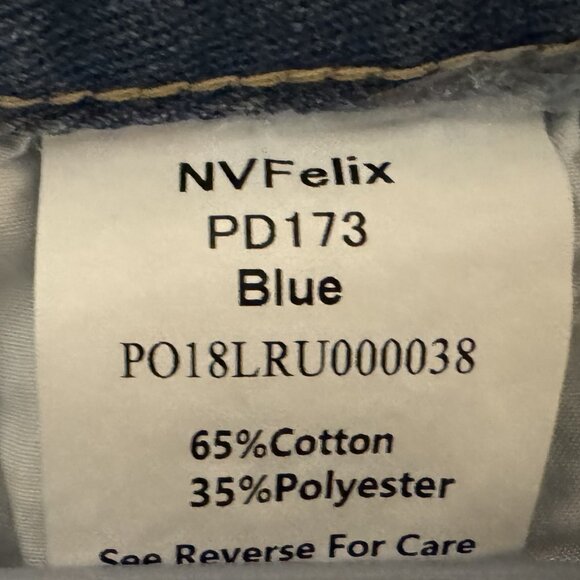 NVFelix
PD173
Blue
PO18LRU000038
65%Cotton
35%Polyester
See Reverse For Care